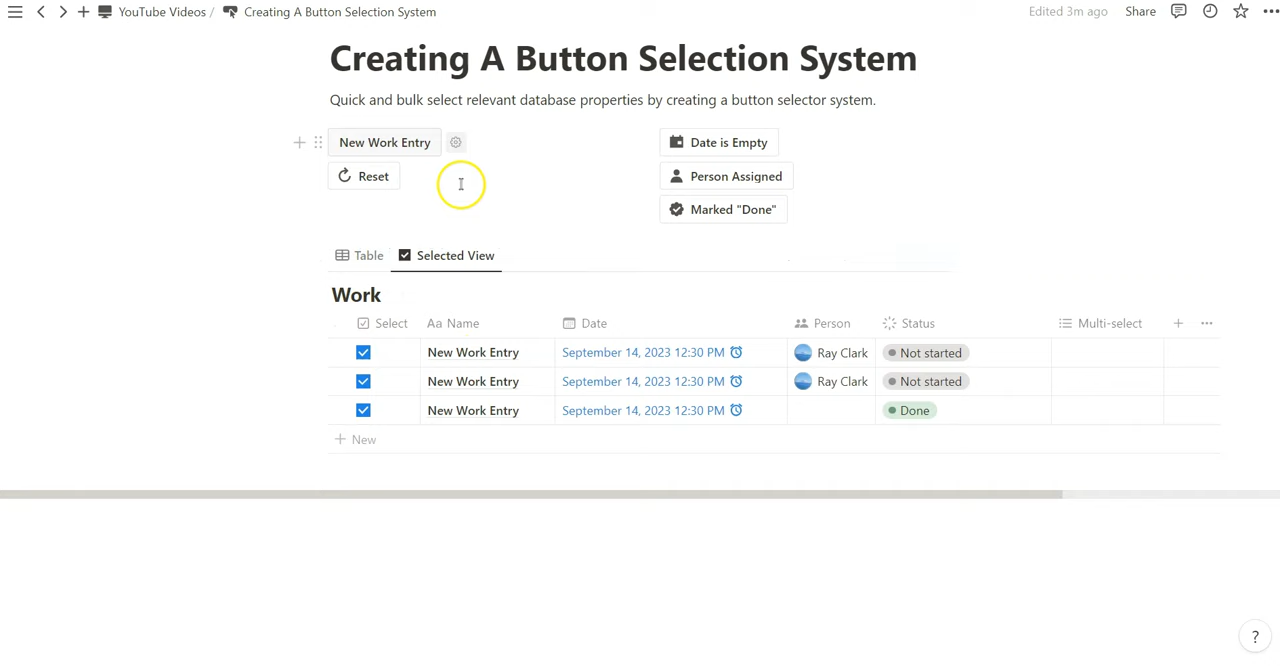 YouTube Videos / Creating A Button Selection System
Edited 3m ago Share
Creating A Button Selection System
Quick and bulk select relevant database properties by creating a button selector system.
New Work Entry
Reset
Date is Empty
Person Assigned
Marked "Done"
Table Selected View
Work
Select Aa Name Date Person Status Multi-select
New Work Entry September 14, 2023 12:30 PM Ray Clark Not started
New Work Entry September 14, 2023 12:30 PM Ray Clark Not started
New Work Entry September 14, 2023 12:30 PM Done
+ New
?